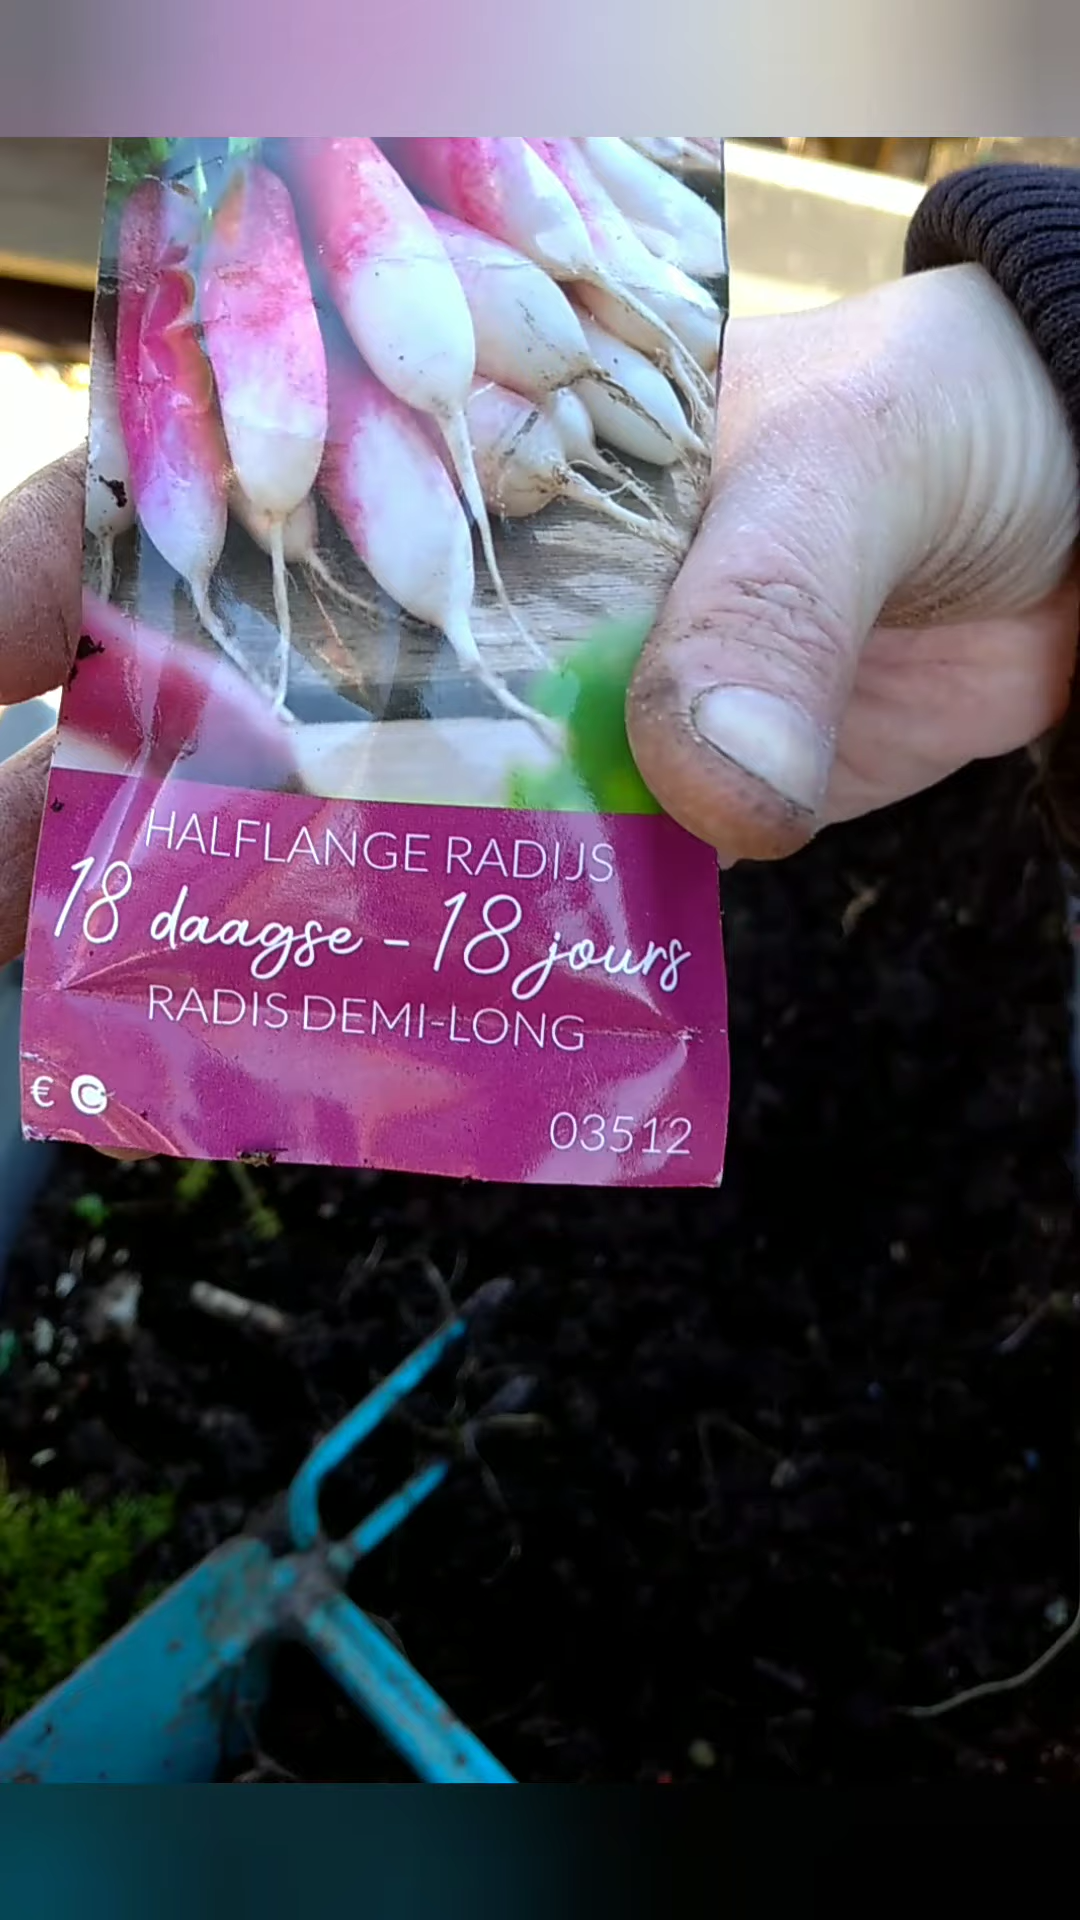 HALFLANGE RADIJS
18 daagse - 18 jours
RADIS DEMI-LONG
€ C
03512